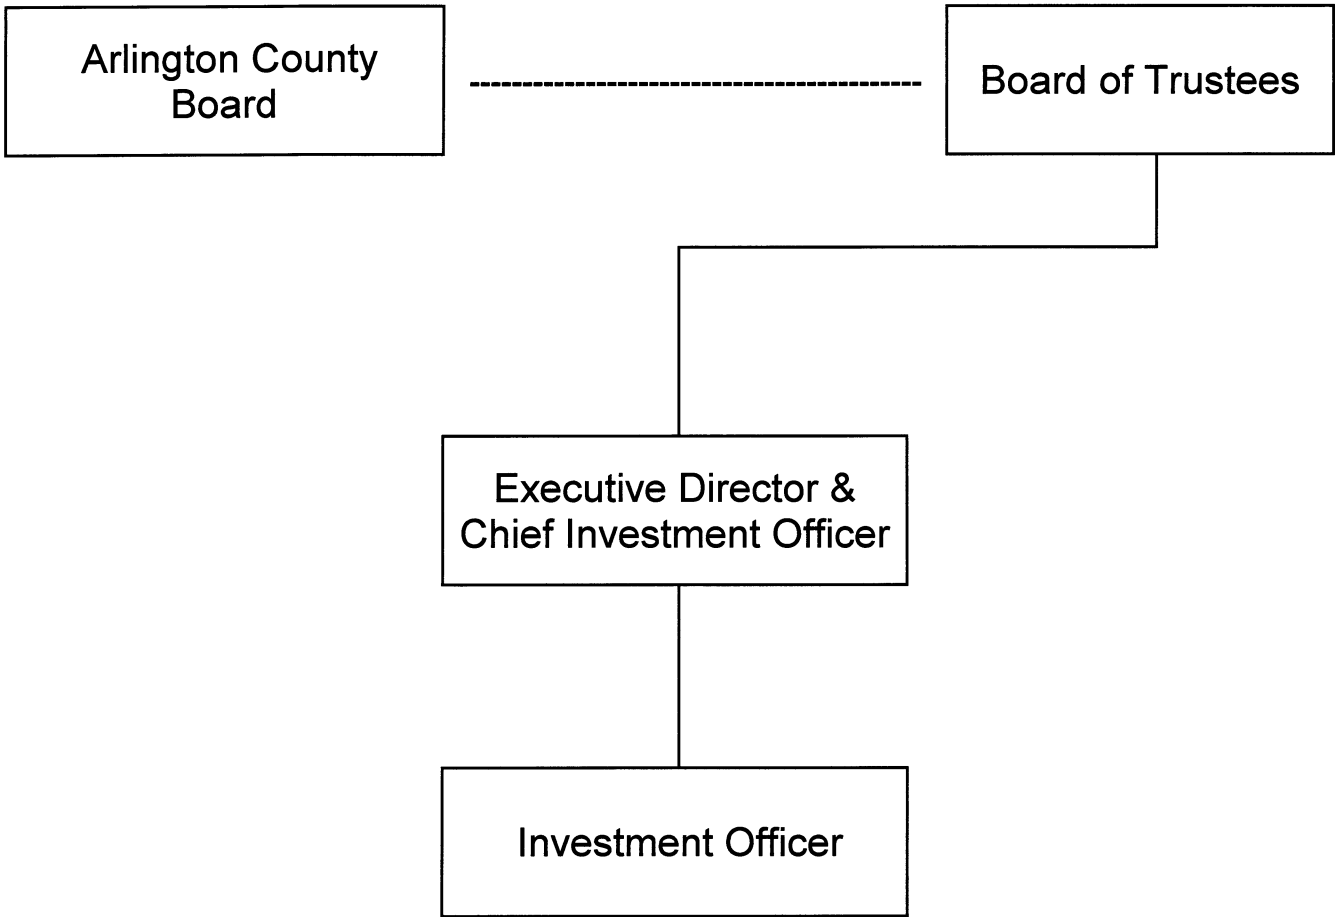 Arlington County
Board
Board of Trustees
Executive Director &
Chief Investment Officer
Investment Officer